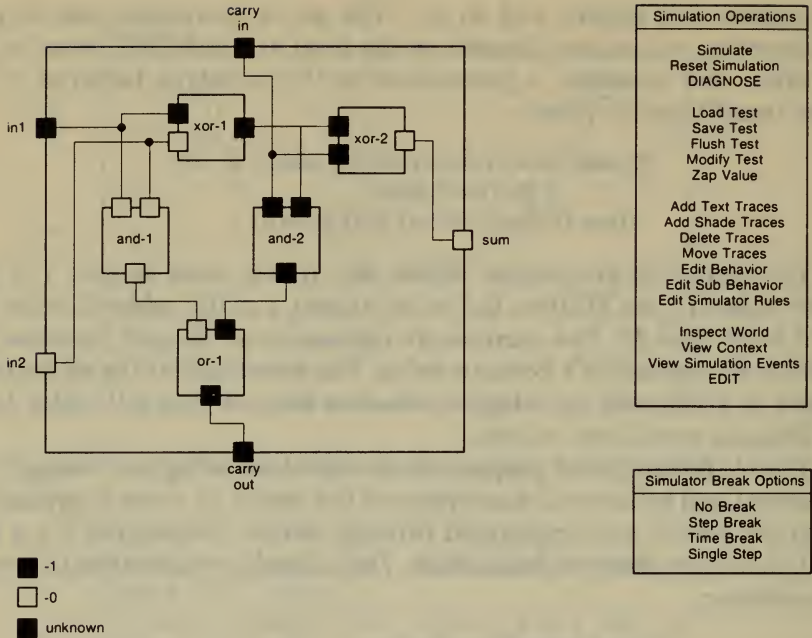 carry
in
in1
xor-1
xor-2
and-1
and-2
sum
in2
or-1
carry
out
-1
-0
unknown
Simulation Operations
Simulate
Reset Simulation
DIAGNOSE
Load Test
Save Test
Flush Test
Modify Test
Zap Value
Add Text Traces
Add Shade Traces
Delete Traces
Move Traces
Edit Behavior
Edit Sub Behavior
Edit Simulator Rules
Inspect World
View Context
View Simulation Events
EDIT
Simulator Break Options
No Break
Step Break
Time Break
Single Step